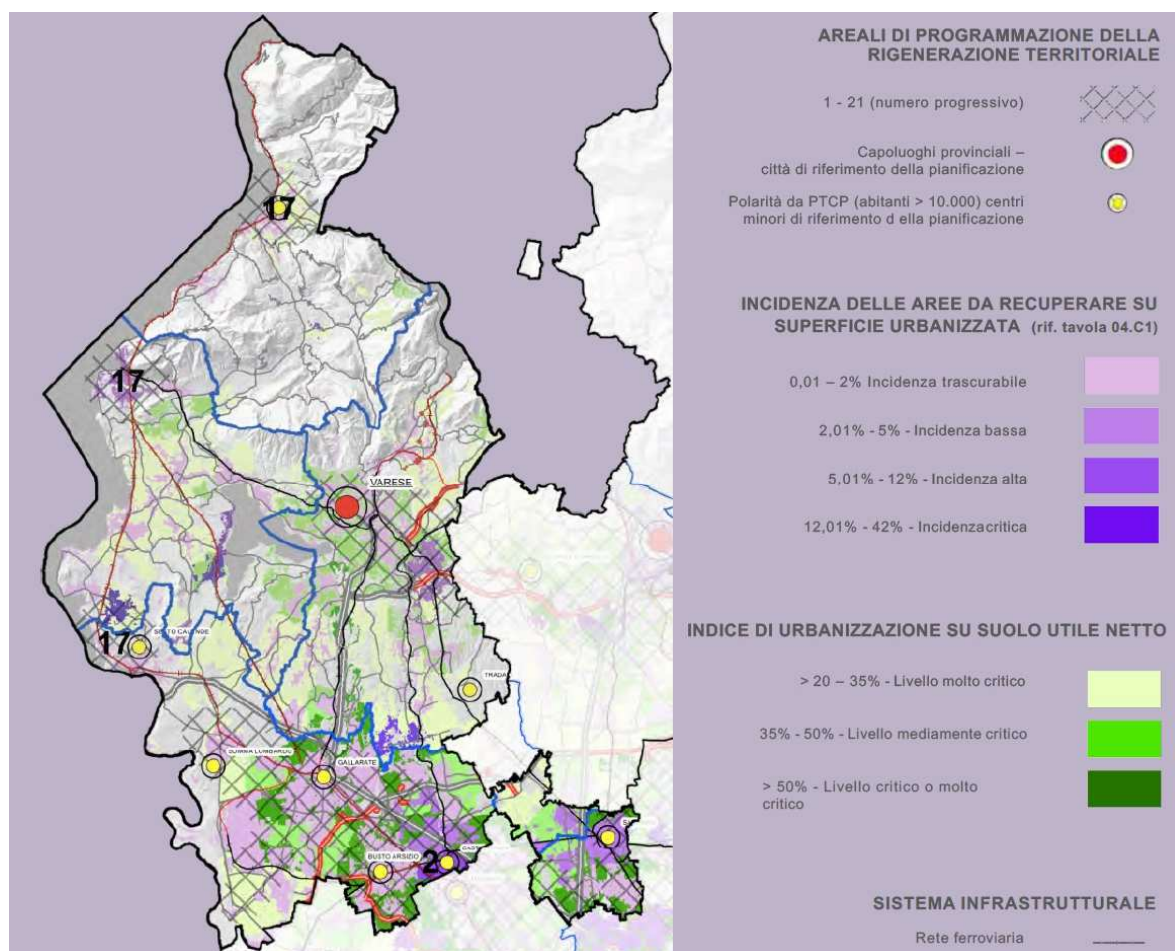 17
17
VARESE
17
TRADA
GALLARATE
BUSTO ARSIZIO
2
AREALI DI PROGRAMMAZIONE DELLA
RIGENERAZIONE TERRITORIALE
1 - 21 (numero progressivo)
Capoluoghi provinciali –
città di riferimento della pianificazione
Polarità da PTCP (abitanti > 10.000) centri
minori di riferimento d ella pianificazione
INCIDENZA DELLE AREE DA RECUPERARE SU
SUPERFICIE URBANIZZATA (rif. tavola 04.C1)
0,01 – 2% Incidenza trascurabile
2,01% - 5% - Incidenza bassa
5,01% - 12% - Incidenza alta
12,01% - 42% - Incidenza critica
INDICE DI URBANIZZAZIONE SU SUOLO UTILE NETTO
> 20 – 35% - Livello molto critico
35% - 50% - Livello mediamente critico
> 50% - Livello critico o molto
critico
SISTEMA INFRASTRUTTURALE
Rete ferroviaria